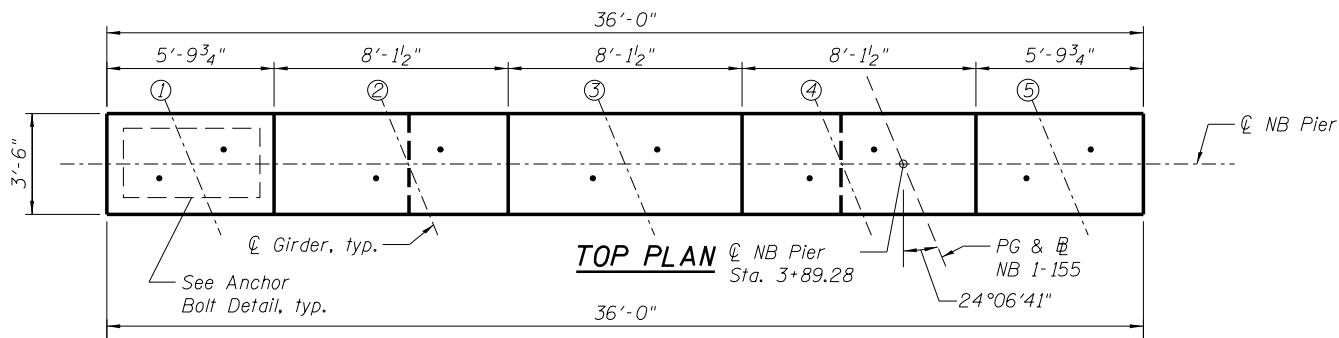 36'-0"
5'-9¾" 8'-1½" 8'-1½" 8'-1½" 5'-9¾"
① ② ③ ④ ⑤
℄ NB Pier
3'-6"
℄ Girder, typ.
TOP PLAN
℄ NB Pier
Sta. 3+89.28
PG & ℄
NB I-155
See Anchor
Bolt Detail, typ.
24°06'41"
36'-0"